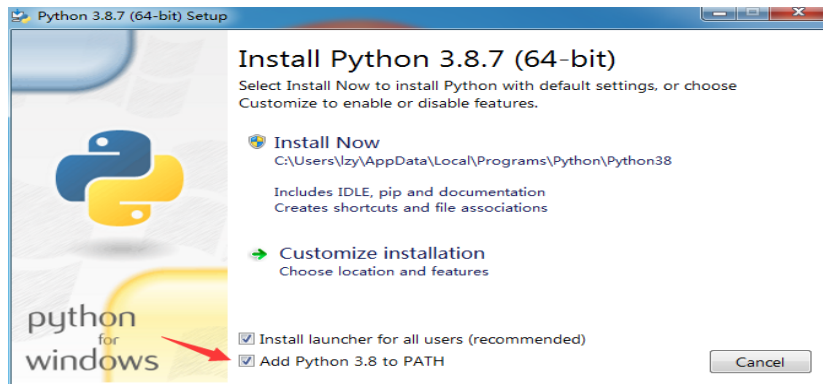 Python 3.8.7 (64-bit) Setup
Install Python 3.8.7 (64-bit)
Select Install Now to install Python with default settings, or choose
Customize to enable or disable features.
Install Now
C:\Users\lzy\AppData\Local\Programs\Python\Python38
Includes IDLE, pip and documentation
Creates shortcuts and file associations
Customize installation
Choose location and features
python
for
windows
Install launcher for all users (recommended)
Add Python 3.8 to PATH
Cancel